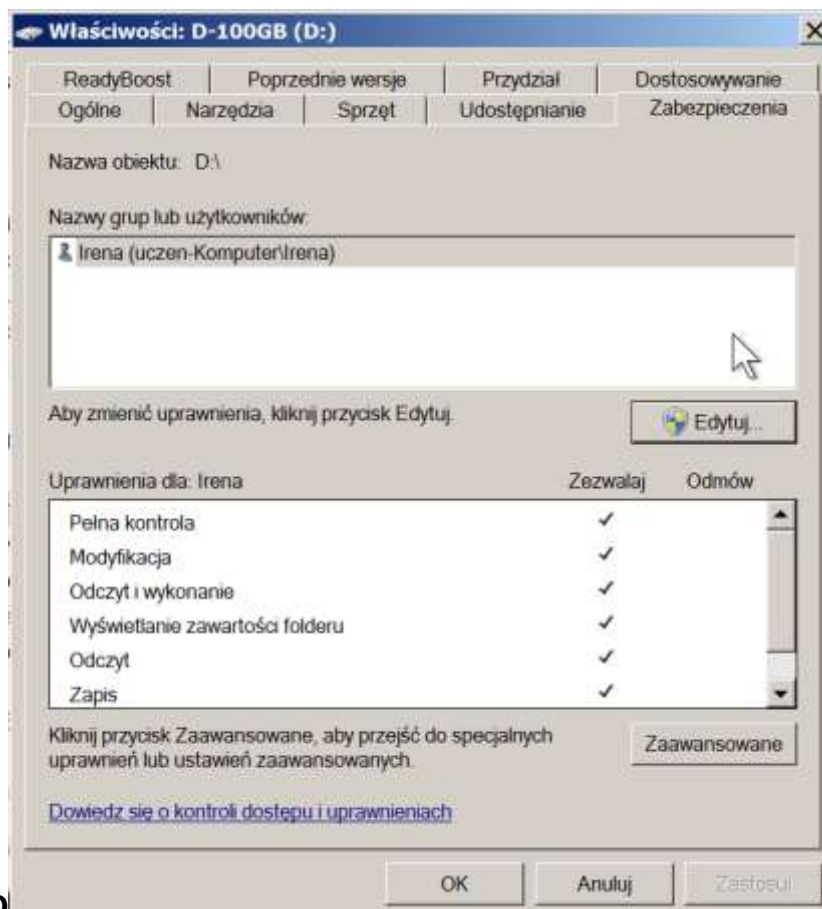 Właściwości: D-100GB (D:)
ReadyBoost Poprzednie wersje Przydział Dostosowywanie
Ogólne Narzędzia Sprzęt Udostępnianie Zabezpieczenia
Nazwa obiektu: D:\
Nazwy grup lub użytkowników:
Irena (uczen-Komputer\Irena)
Aby zmienić uprawnienia, kliknij przycisk Edytuj.
Edytuj...
Uprawnienia dla: Irena Zezwalaj Odmów
Pełna kontrola
Modyfikacja
Odczyt i wykonanie
Wyświetlanie zawartości folderu
Odczyt
Zapis
Kliknij przycisk Zaawansowane, aby przejść do specjalnych
uprawnień lub ustawień zaawansowanych.
Zaawansowane
Dowiedz się o kontroli dostępu i uprawnieniach
OK Anuluj Zastosuj